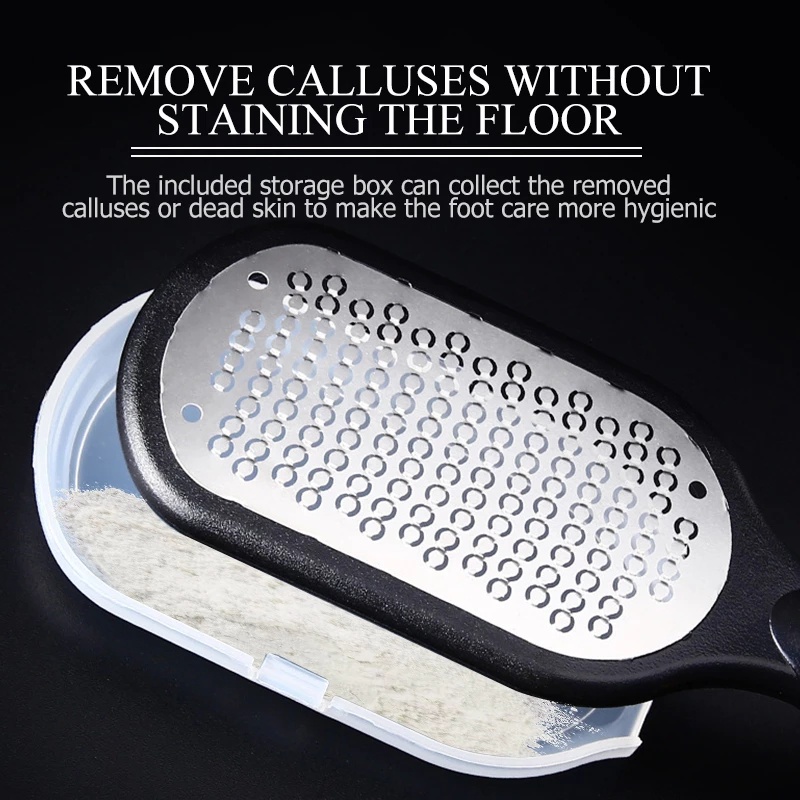 REMOVE CALLUSES WITHOUT
STAINING THE FLOOR
The included storage box can collect the removed
calluses or dead skin to make the foot care more hygienic